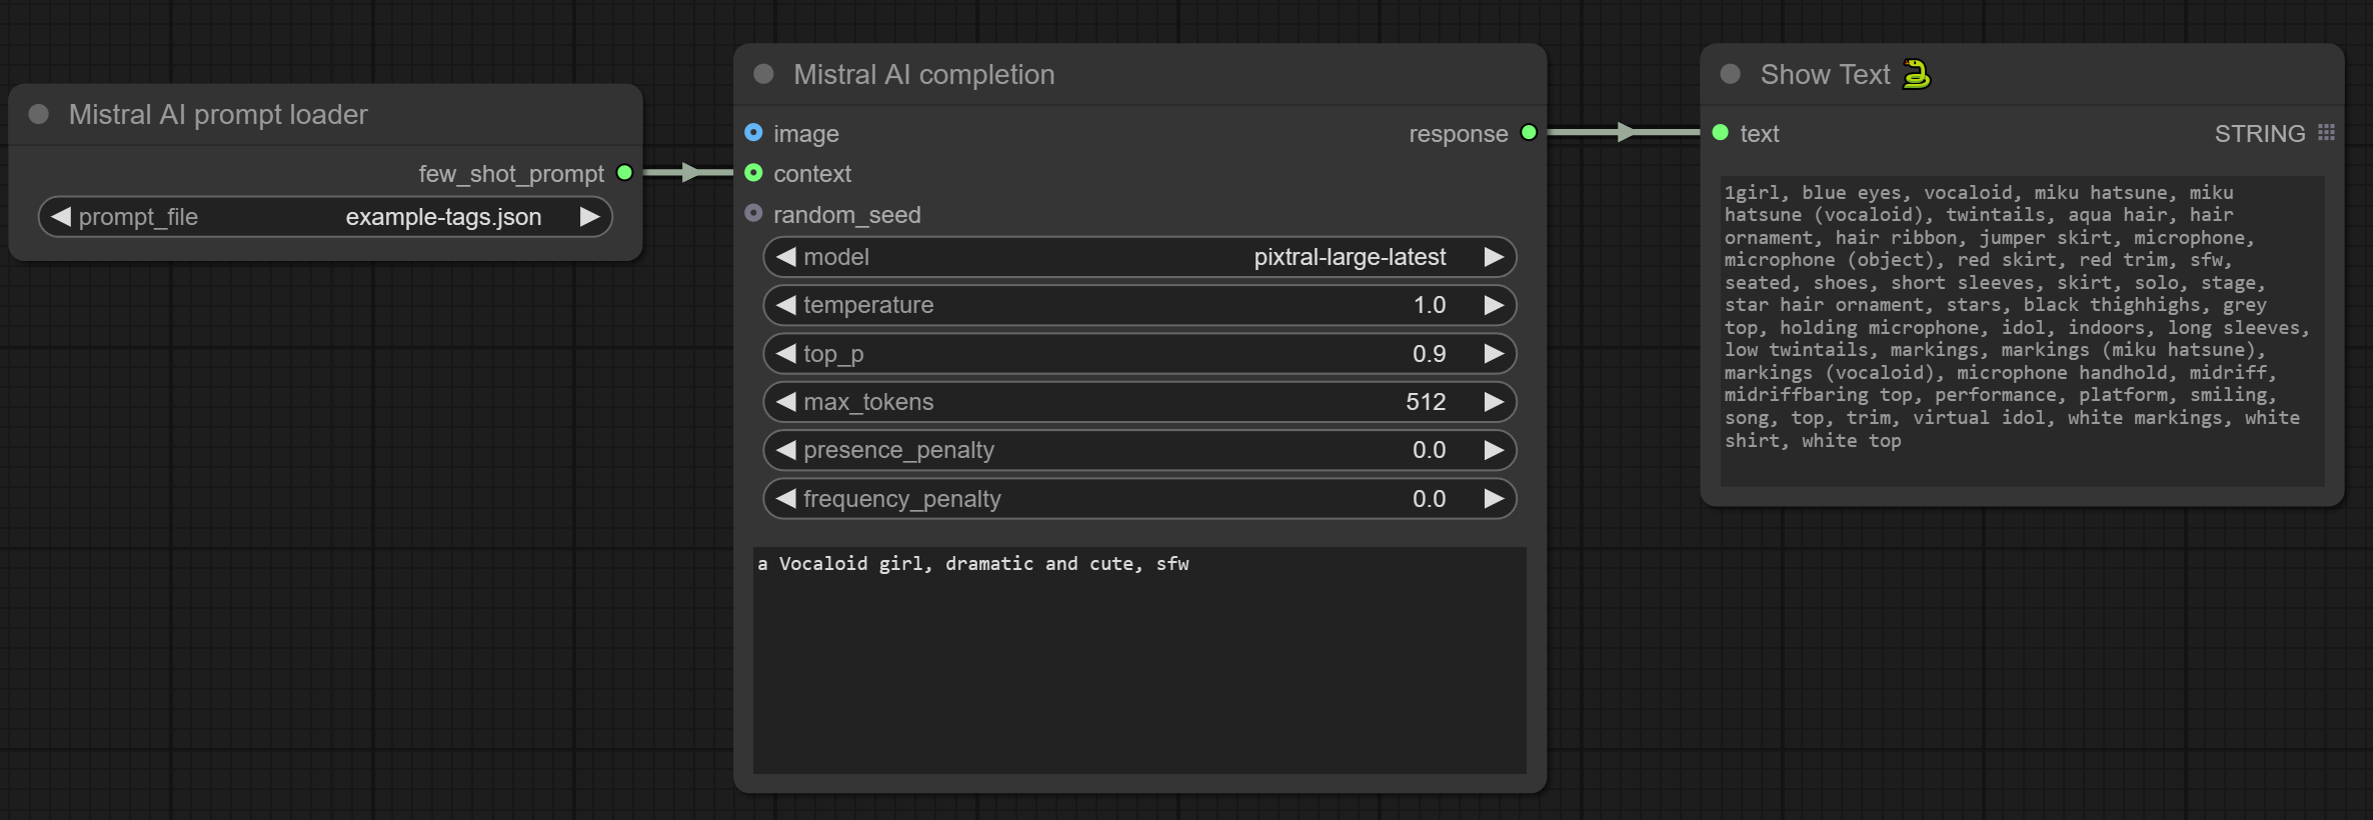 Mistral AI prompt loader
few_shot_prompt
prompt_file example-tags.json
Mistral AI completion
image response
context
random_seed
model pixtral-large-latest
temperature 1.0
top_p 0.9
max_tokens 512
presence_penalty 0.0
frequency_penalty 0.0
a Vocaloid girl, dramatic and cute, sfw
Show Text 🐍
text STRING
1girl, blue eyes, vocaloid, miku hatsune, miku
hatsune (vocaloid), twintails, aqua hair, hair
ornament, hair ribbon, jumper skirt, microphone,
microphone (object), red skirt, red trim, sfw,
seated, shoes, short sleeves, skirt, solo, stage,
star hair ornament, stars, black thighhighs, grey
top, holding microphone, idol, indoors, long sleeves,
low twintails, markings, markings (miku hatsune),
markings (vocaloid), microphone handhold, midriff,
midriffbaring top, performance, platform, smiling,
song, top, trim, virtual idol, white markings, white
shirt, white top